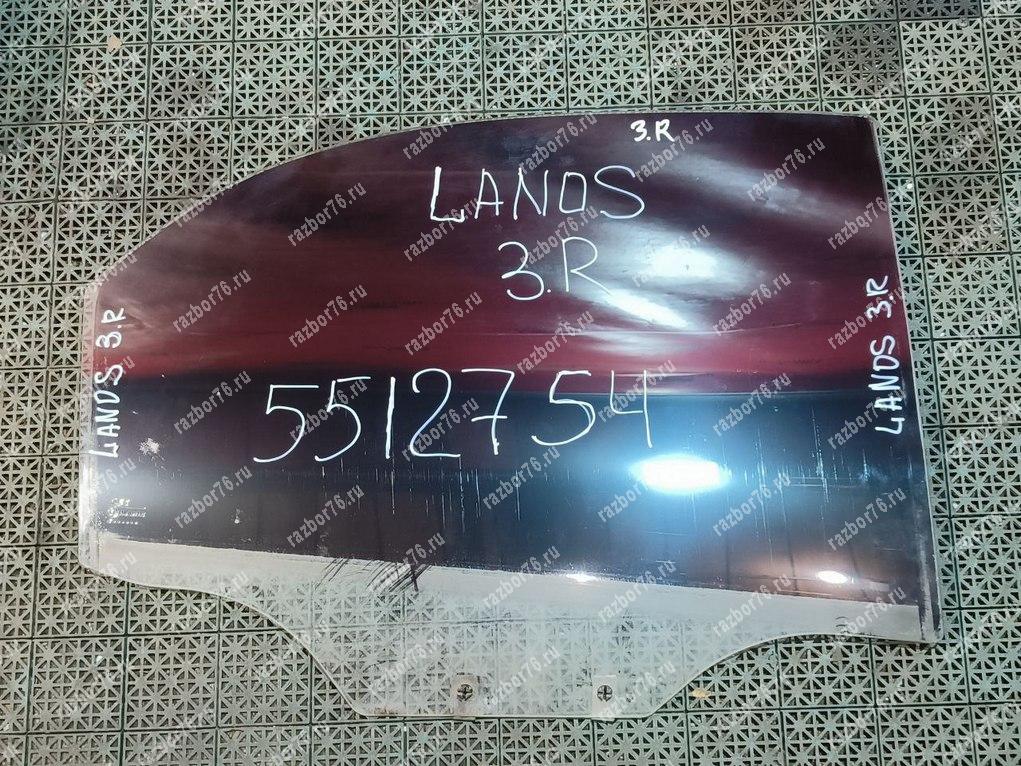 3.R
LANOS
3.R
5512754
LANOS 3.R
LANOS 3.R
razbor76.ru